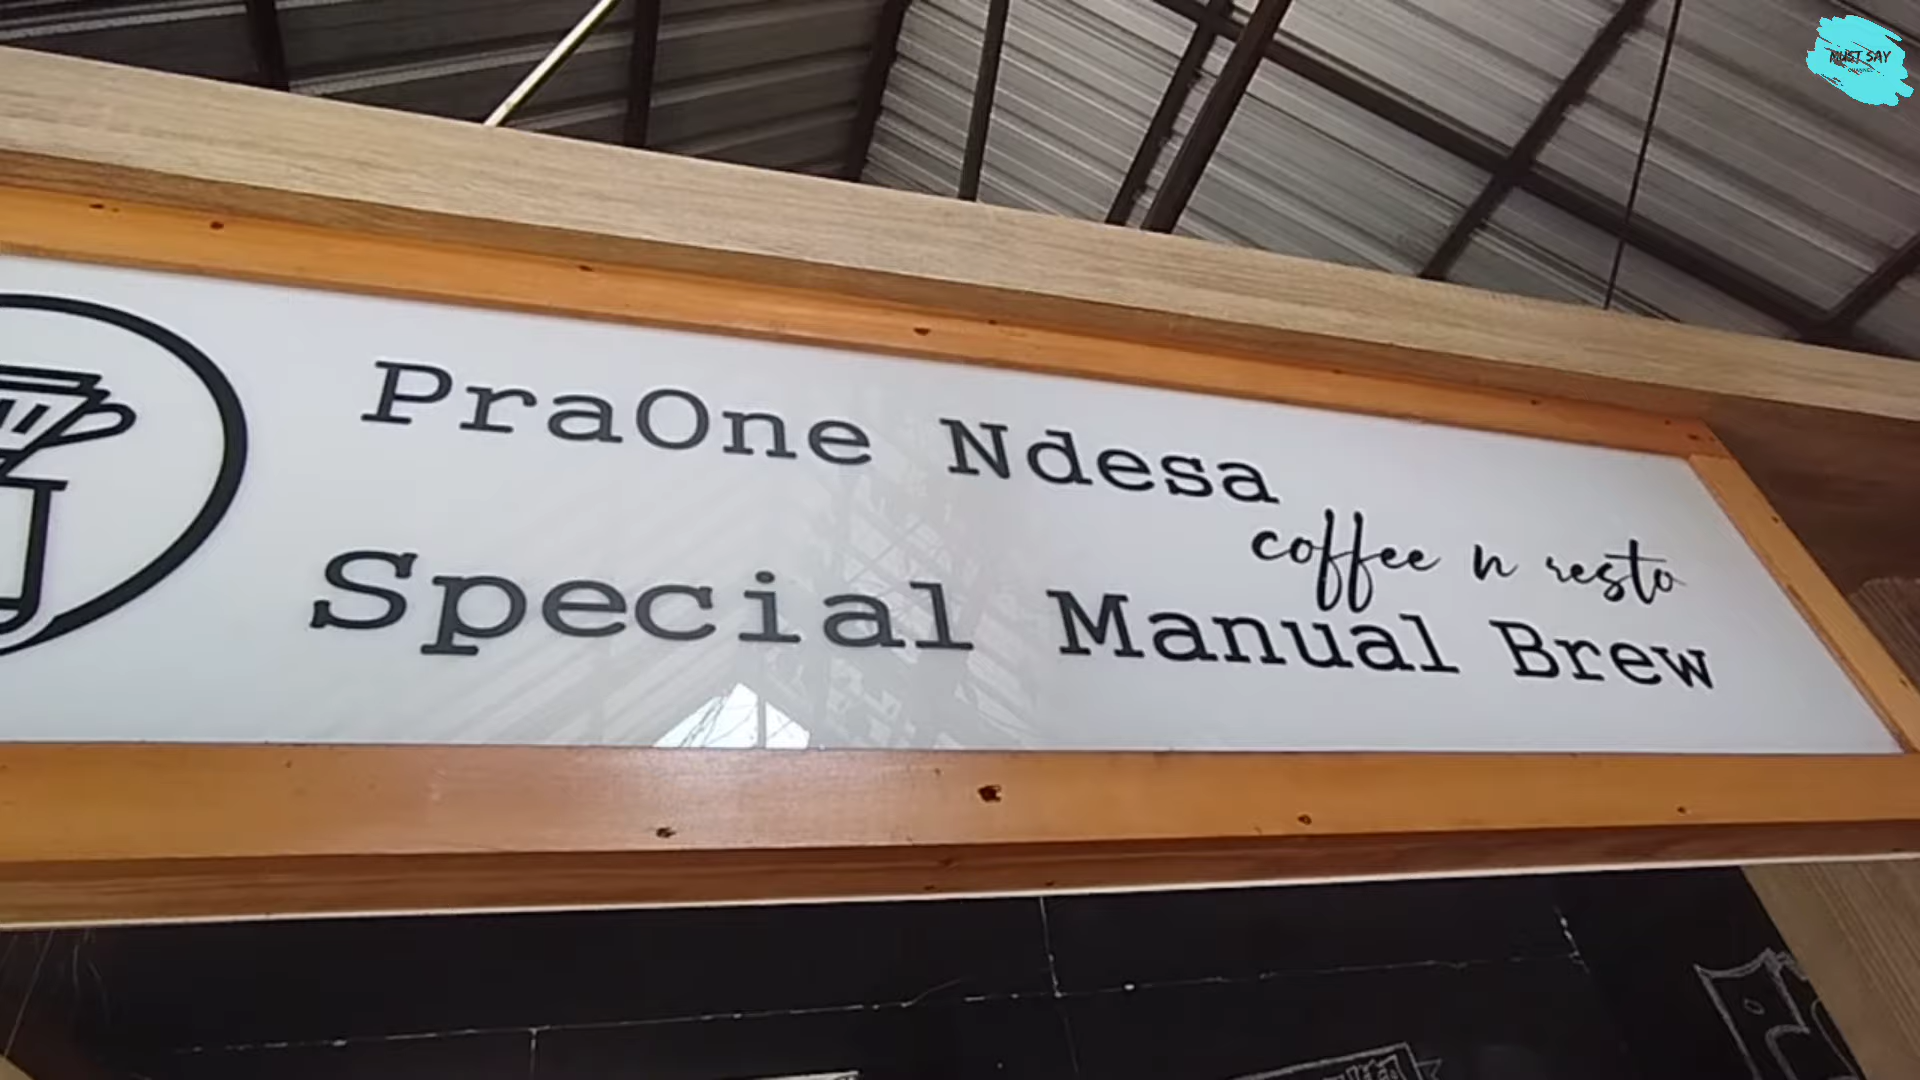 MUST SAY
PraOne Ndesa
coffee n resto
Special Manual Brew